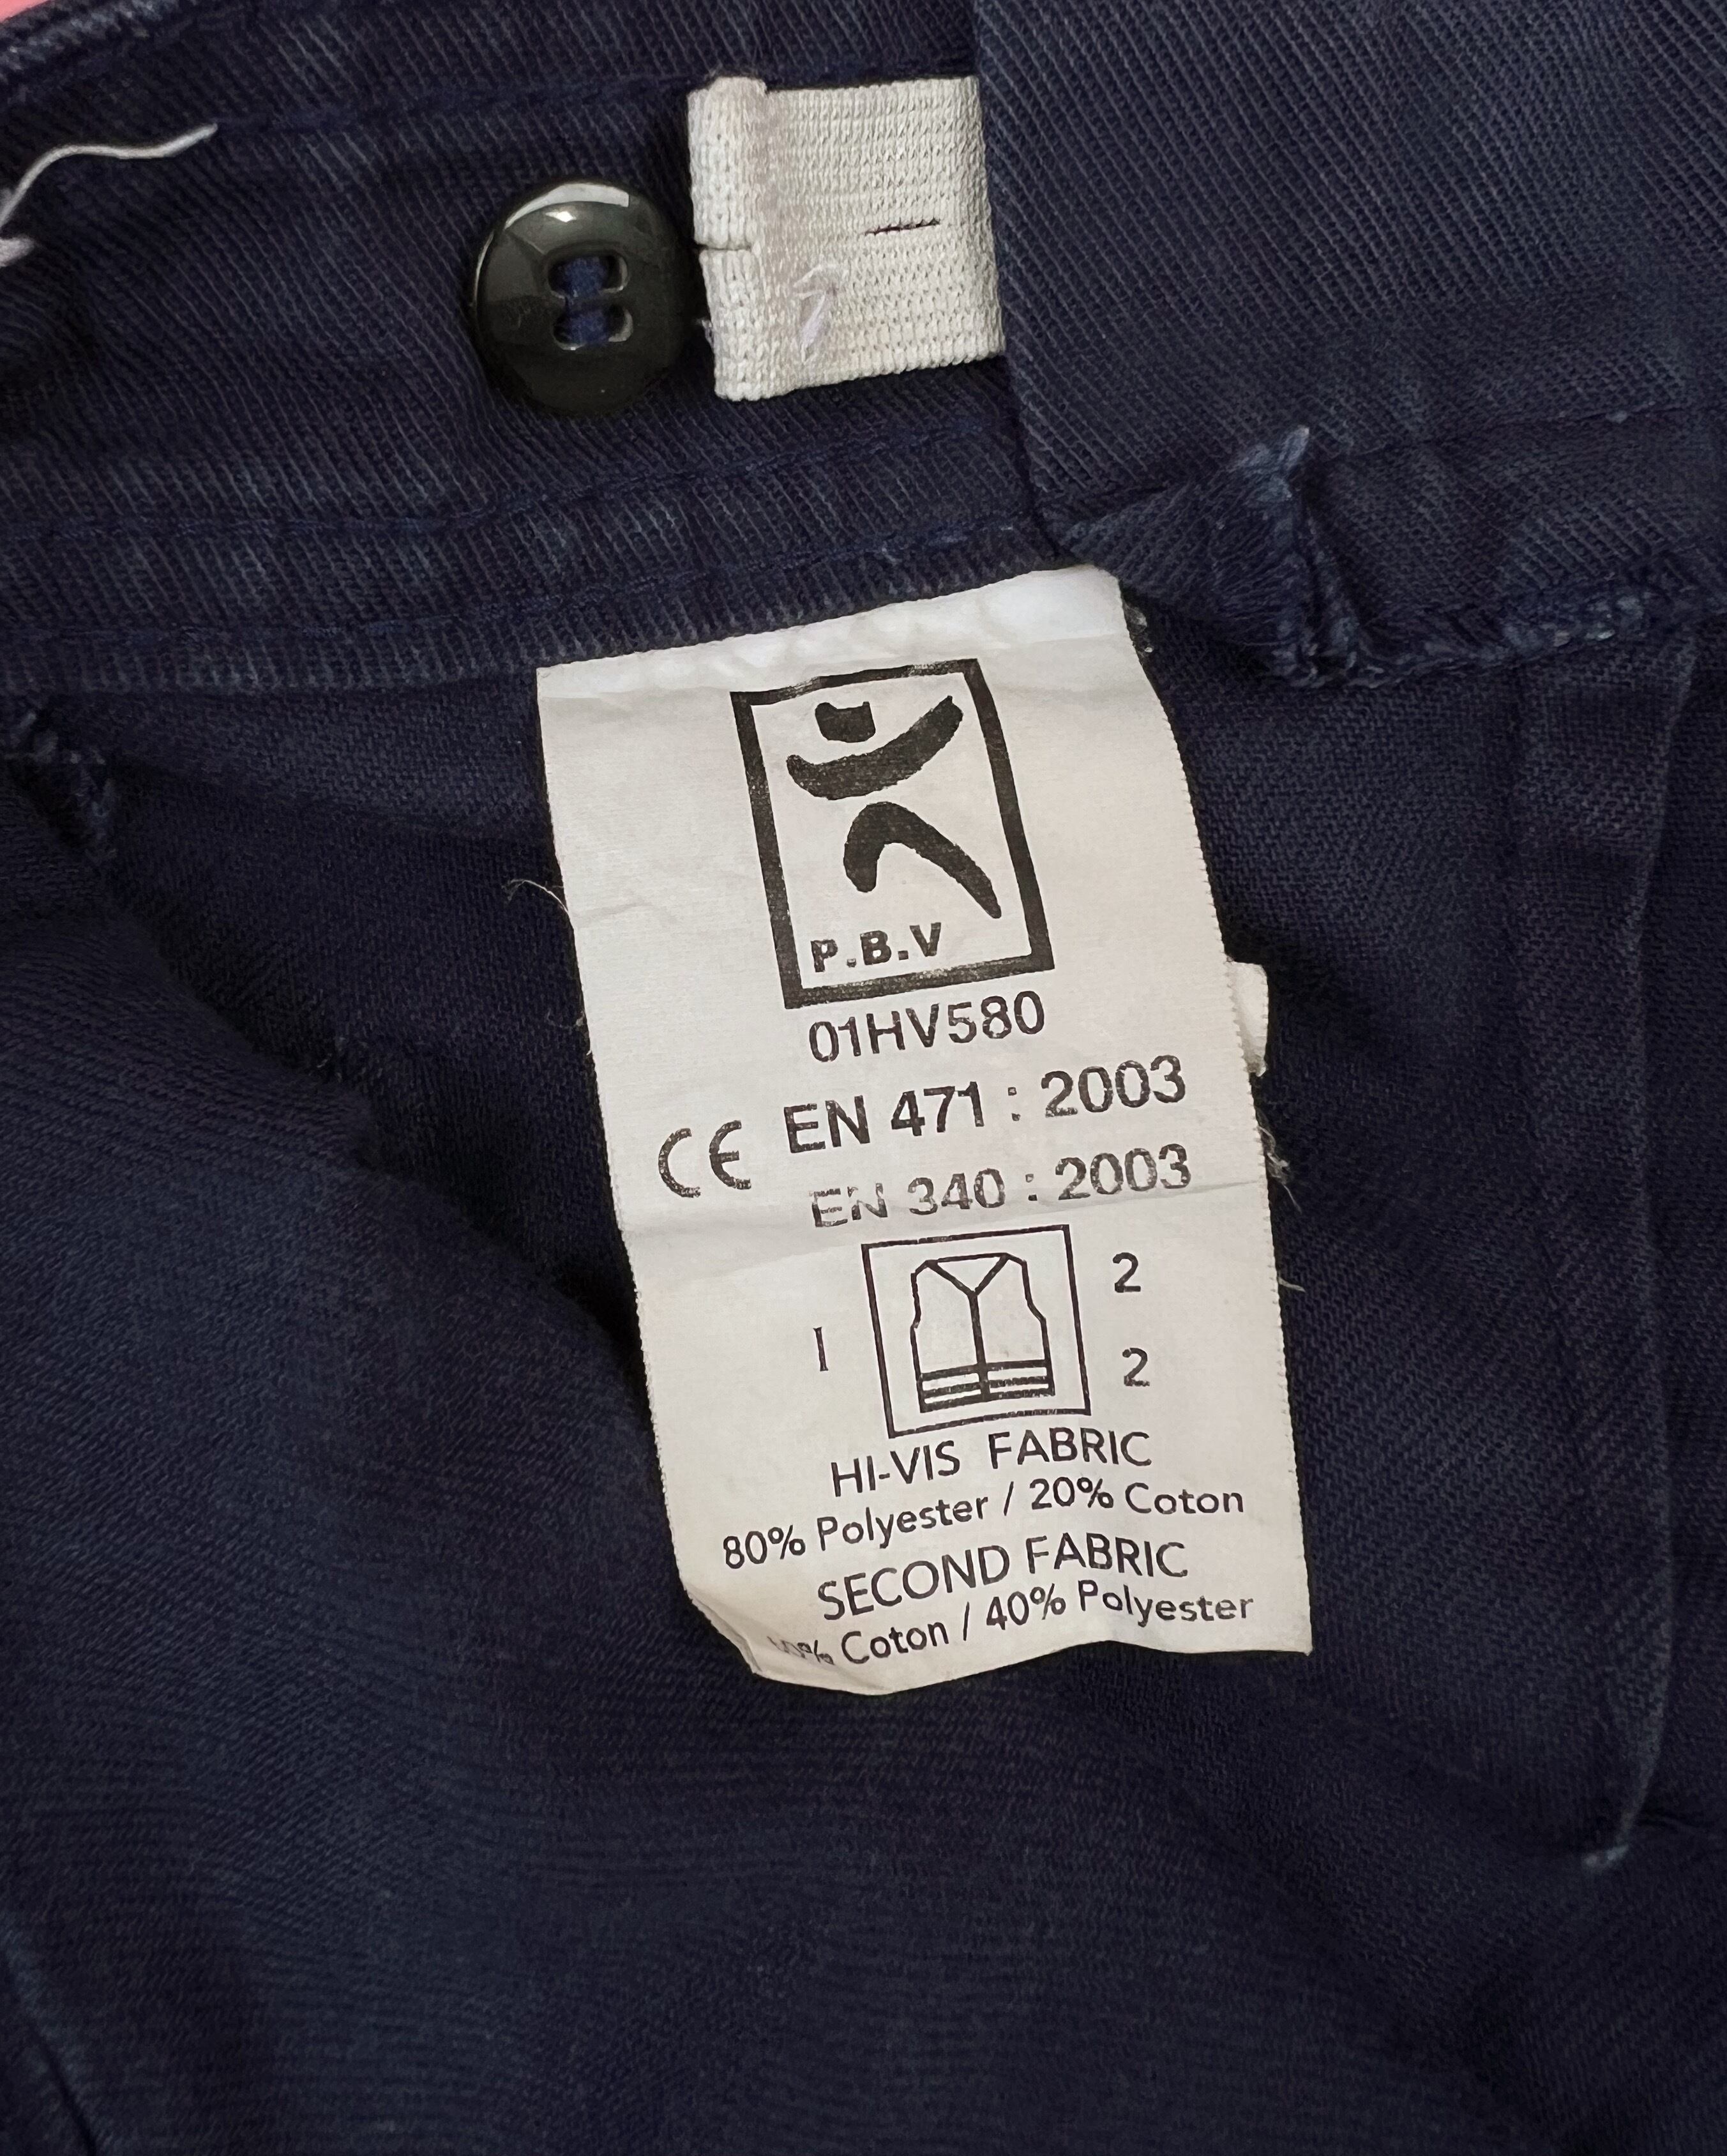 P.B.V
01HV580
CE EN 471 : 2003
EN 340 : 2003
2
I
2
HI-VIS FABRIC
80% Polyester / 20% Coton
SECOND FABRIC
Coton / 40% Polyester